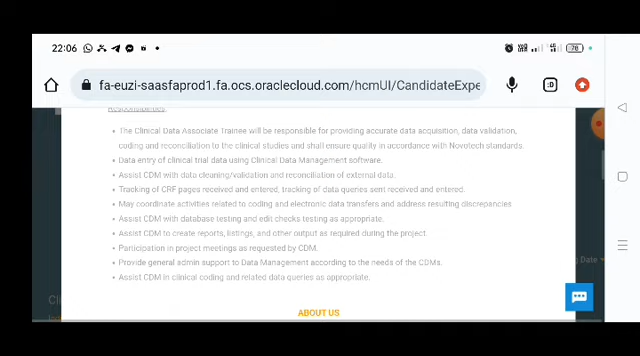 22:06
78
fa-euzi-saasfaprod1.fa.ocs.oraclecloud.com/hcmUI/CandidateExpe
:D
Responsibilities:
• The Clinical Data Associate Trainee will be responsible for providing accurate data acquisition, data validation,
coding and reconciliation to the clinical studies and shall ensure quality in accordance with Novotech standards.
• Data entry of clinical trial data using Clinical Data Management software.
• Assist CDM with data cleaning/validation and reconciliation of external data.
• Tracking of CRF pages received and entered, tracking of data queries sent received and entered.
• May coordinate activities related to coding and electronic data transfers and address resulting discrepancies
• Assist CDM with database testing and edit checks testing as appropriate.
• Assist CDM to create reports, listings, and other output as required during the project.
• Participation in project meetings as requested by CDM.
• Provide general admin support to Data Management according to the needs of the CDMs.
• Assist CDM in clinical coding and related data queries as appropriate.
g Date
Cli
ABOUT US